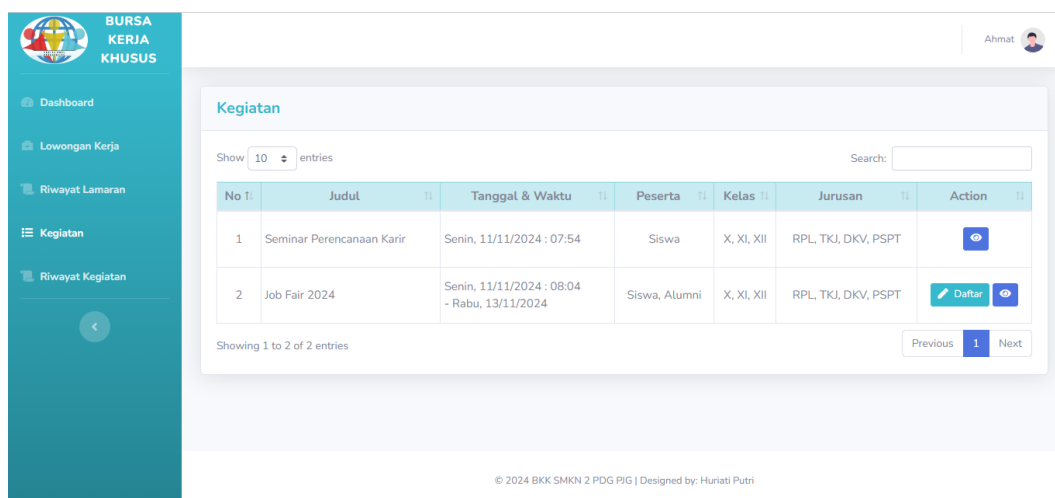 BURSA
KERJA
KHUSUS
Ahmat
Dashboard
Lowongan Kerja
Riwayat Lamaran
Kegiatan
Riwayat Kegiatan
Kegiatan
Show 10 entries Search:
No Judul Tanggal & Waktu Peserta Kelas Jurusan Action
1 Seminar Perencanaan Karir Senin, 11/11/2024 : 07:54 Siswa X, XI, XII RPL, TKJ, DKV, PSPT
2 Job Fair 2024 Senin, 11/11/2024 : 08:04 Siswa, Alumni X, XI, XII RPL, TKJ, DKV, PSPT Daftar
- Rabu, 13/11/2024
Showing 1 to 2 of 2 entries Previous 1 Next
© 2024 BKK SMKN 2 PDG PJG | Designed by: Huriati Putri